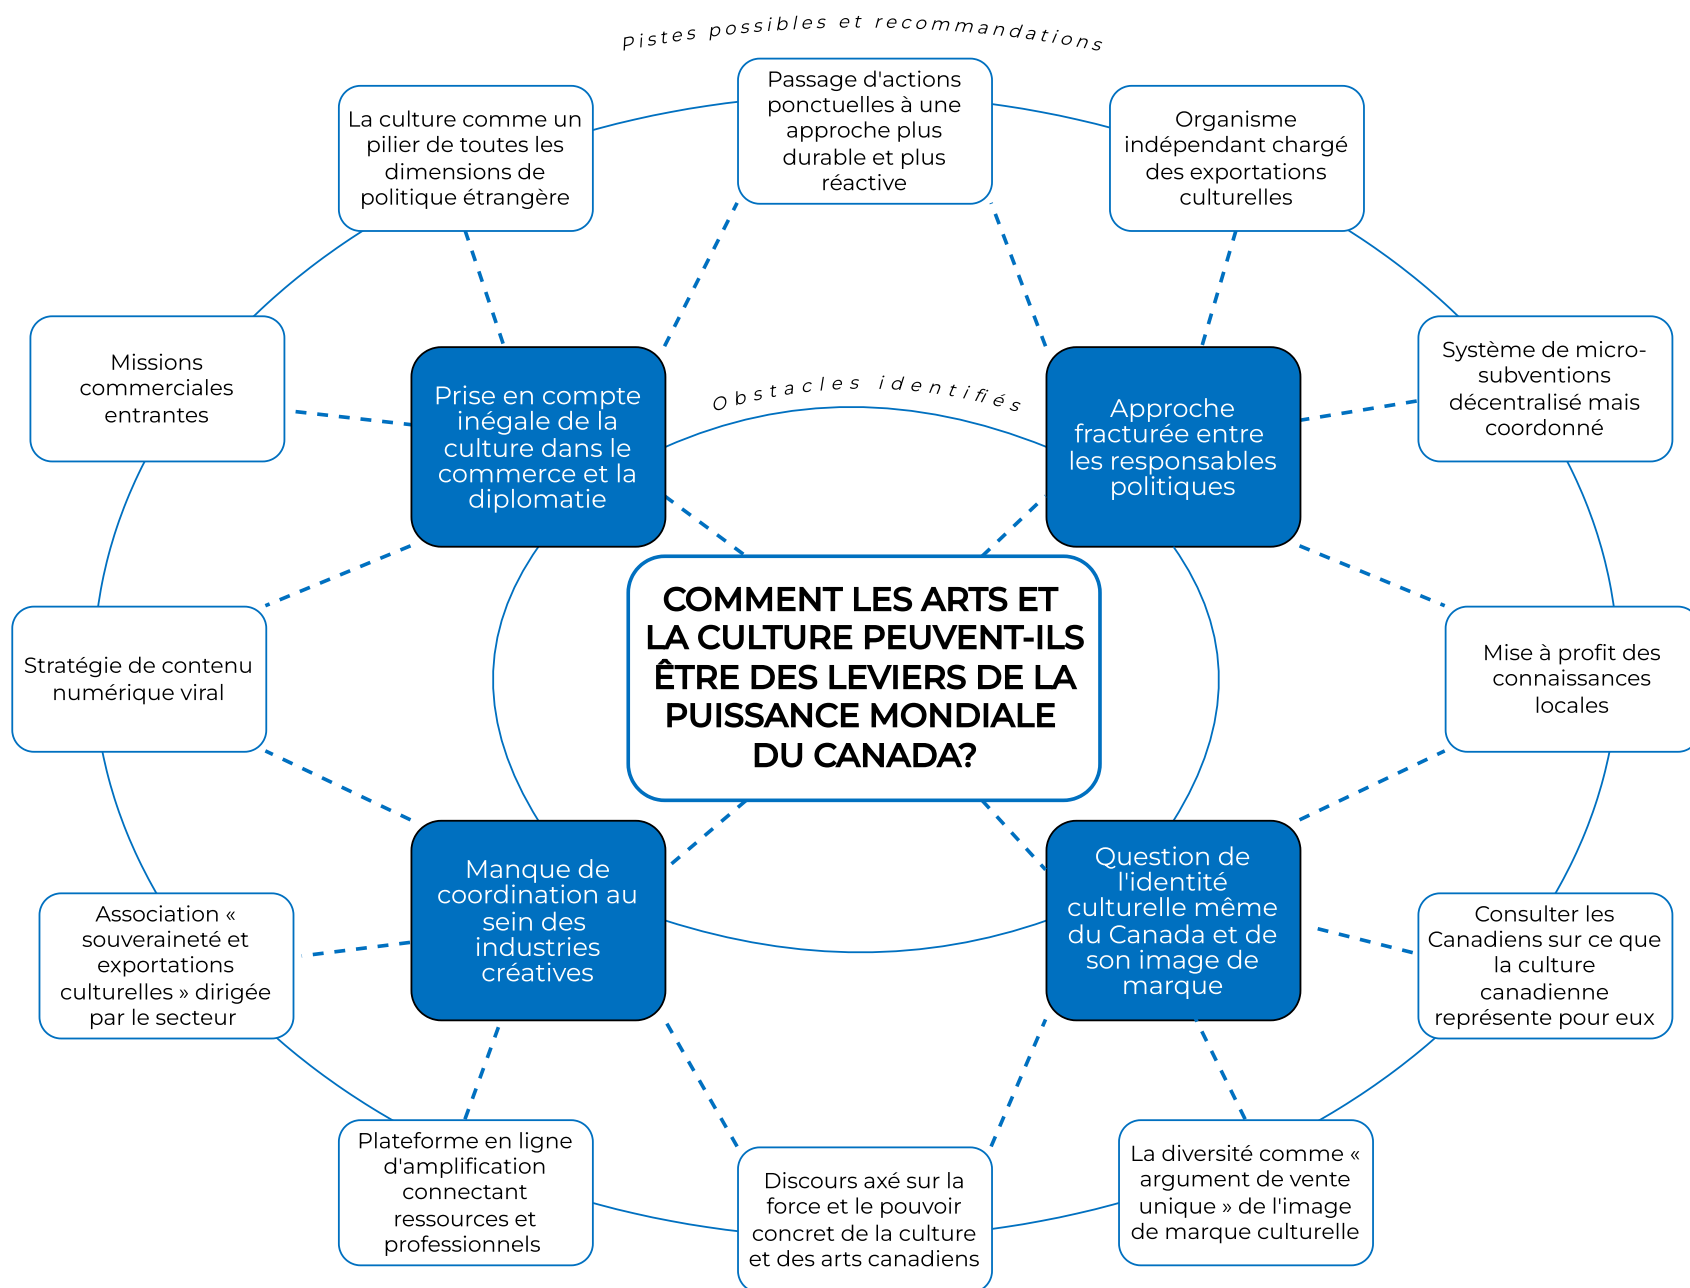 Pistes possibles et recommandations
La culture comme un
pilier de toutes les
dimensions de
politique étrangère
Passage d'actions
ponctuelles à une
approche plus
durable et plus
réactive
Organisme
indépendant chargé
des exportations
culturelles
Missions
commerciales
entrantes
Système de micro-
subventions
décentralisé mais
coordonné
Obstacles identifiés
Prise en compte
inégale de la
culture dans le
commerce et la
diplomatie
Approche
fracturée entre
les responsables
politiques
COMMENT LES ARTS ET
LA CULTURE PEUVENT-ILS
ÊTRE DES LEVIERS DE LA
PUISSANCE MONDIALE
DU CANADA?
Stratégie de contenu
numérique viral
Mise à profit des
connaissances
locales
Manque de
coordination au
sein des
industries
créatives
Question de
l'identité
culturelle même
du Canada et de
son image de
marque
Association «
souveraineté et
exportations
culturelles » dirigée
par le secteur
Consulter les
Canadiens sur ce que
la culture
canadienne
représente pour eux
Plateforme en ligne
d'amplification
connectant
ressources et
professionnels
Discours axé sur la
force et le pouvoir
concret de la culture
et des arts canadiens
La diversité comme «
argument de vente
unique » de l'image
de marque culturelle